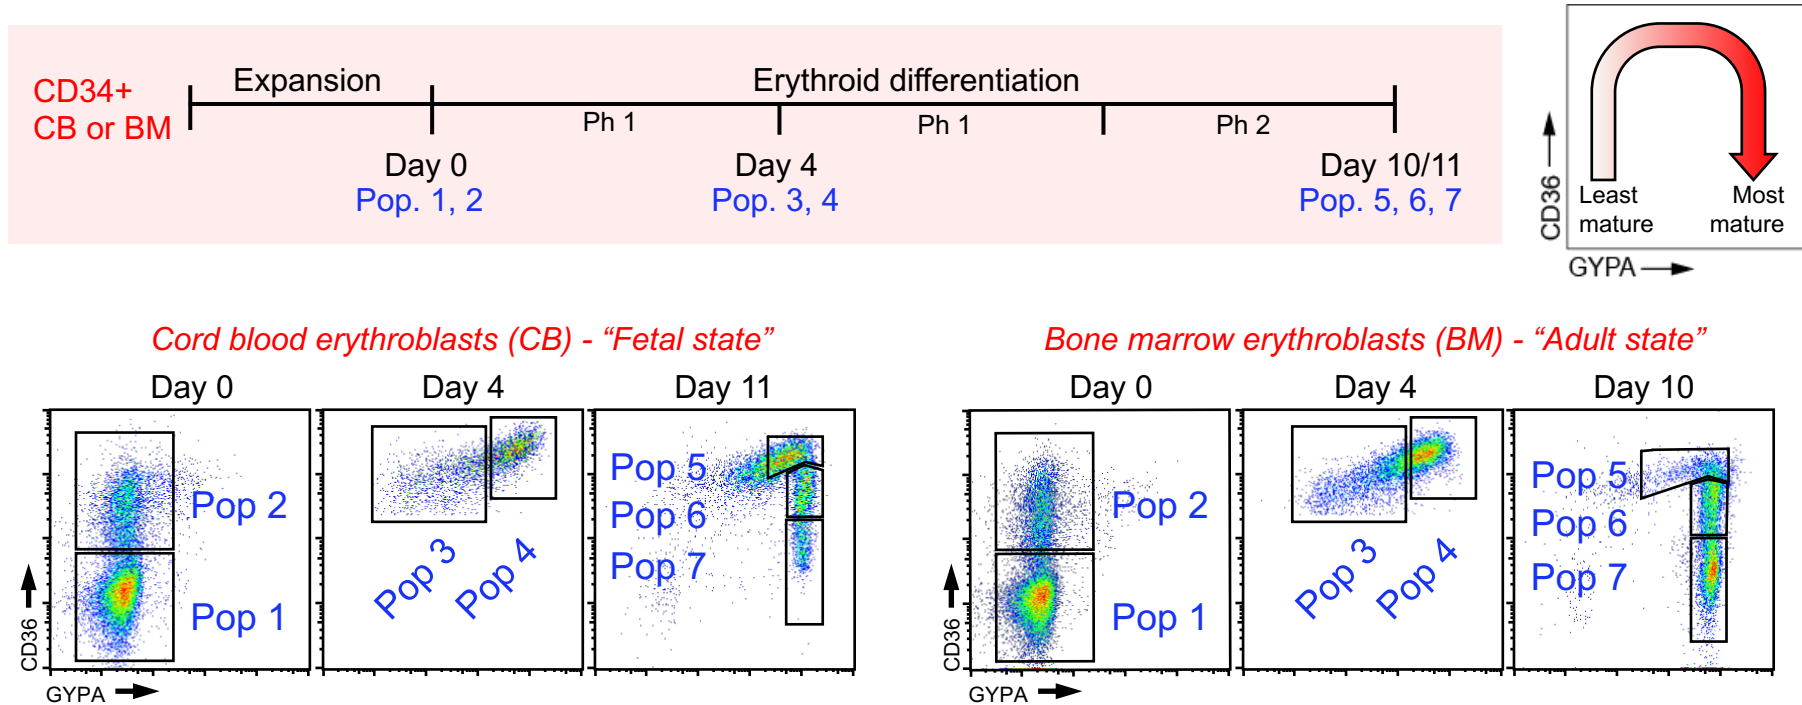 CD34+
CB or BM
Expansion
Erythroid differentiation
Ph 1
Ph 1
Ph 2
Day 0
Pop. 1, 2
Day 4
Pop. 3, 4
Day 10/11
Pop. 5, 6, 7
CD36
Least
mature
Most
mature
GYPA
Cord blood erythroblasts (CB) - “Fetal state”
Day 0
Day 4
Day 11
Pop 2
Pop 1
Pop 3
Pop 4
Pop 5
Pop 6
Pop 7
CD36
GYPA
Bone marrow erythroblasts (BM) - “Adult state”
Day 0
Day 4
Day 10
Pop 2
Pop 1
Pop 3
Pop 4
Pop 5
Pop 6
Pop 7
CD36
GYPA